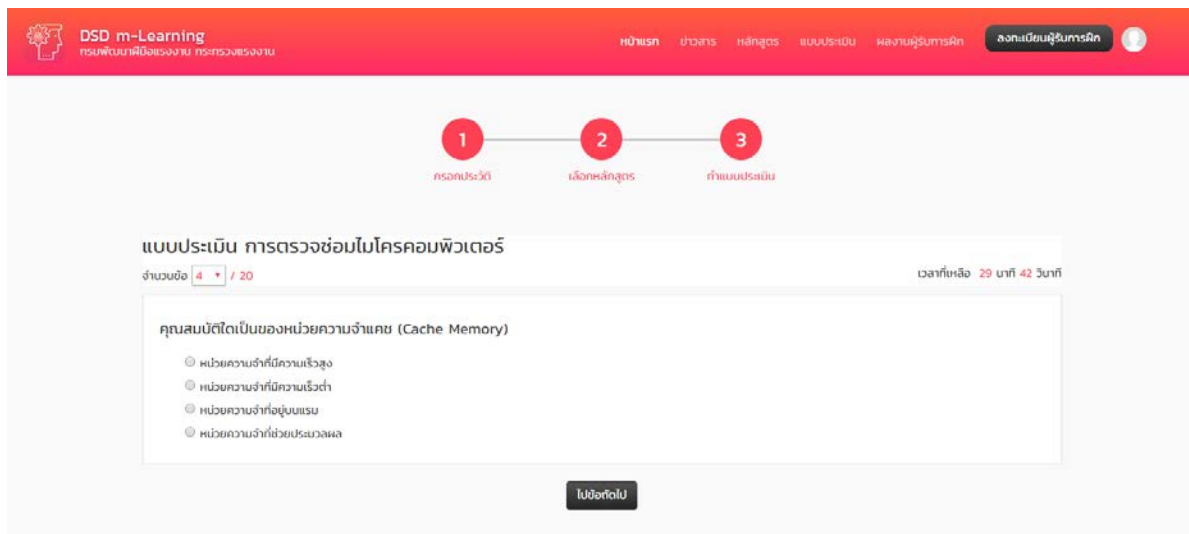 DSD m-Learning
กรมพัฒนาฝีมือแรงงาน กระทรวงแรงงาน
หน้าแรก ข่าวสาร หลักสูตร แบบประเมิน ผลงานผู้รับการฝึก ลงทะเบียนผู้รับการฝึก
1 2 3
กรอกประวัติ เลือกหลักสูตร ทำแบบประเมิน
แบบประเมิน การตรวจซ่อมไมโครคอมพิวเตอร์
จำนวนข้อ 4 / 20 เวลาที่เหลือ 29 นาที 42 วินาที
คุณสมบัติใดเป็นของหน่วยความจำแคช (Cache Memory)
หน่วยความจำที่มีความเร็วสูง
หน่วยความจำที่มีความเร็วต่ำ
หน่วยความจำที่อยู่บนแรม
หน่วยความจำที่ช่วยประมวลผล
ไปข้อถัดไป